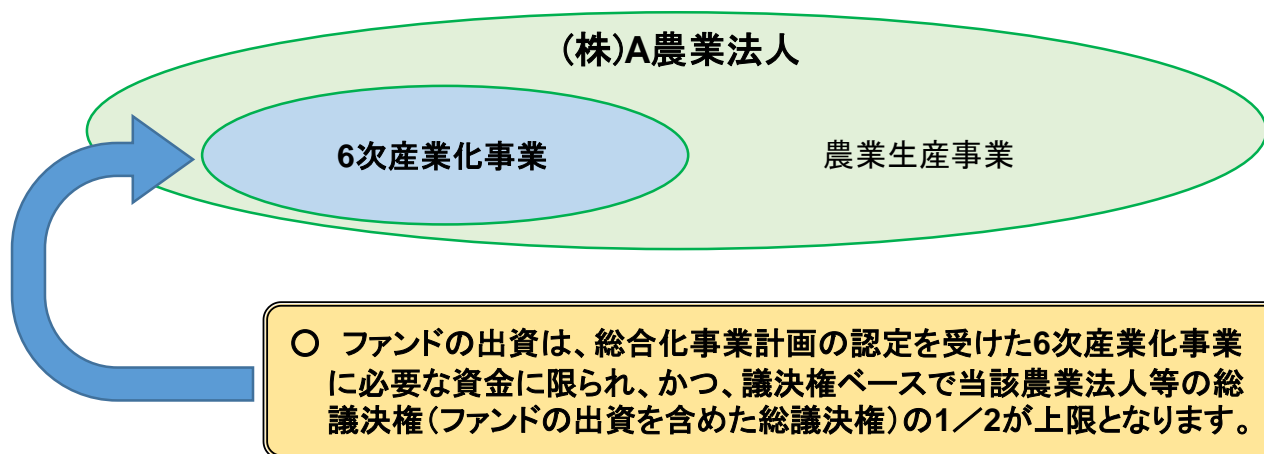 (株)A農業法人
6次産業化事業
農業生産事業
○ ファンドの出資は、総合化事業計画の認定を受けた6次産業化事業
に必要な資金に限られ、かつ、議決権ベースで当該農業法人等の総
議決権(ファンドの出資を含めた総議決権)の1/2が上限となります。